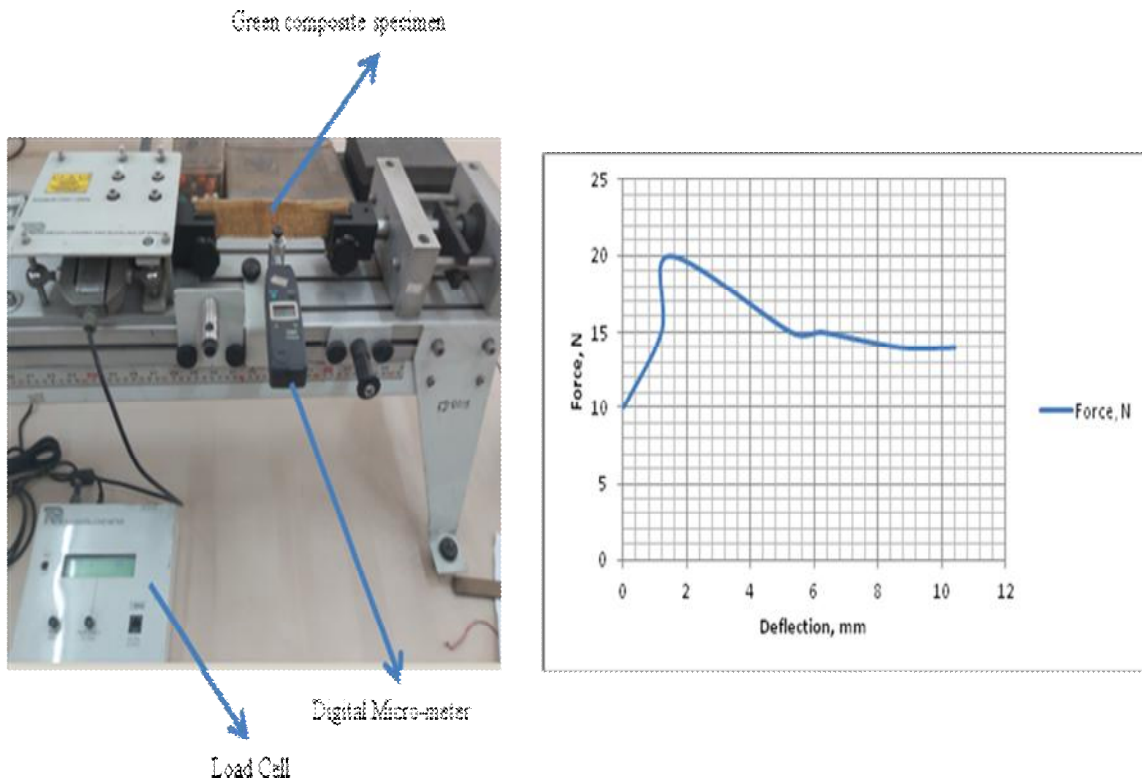 Green composite specimen
Digital Micro-meter
Load Cell
25
20
15
10
5
0
Force, N
0 2 4 6 8 10 12
Deflection, mm
Force, N